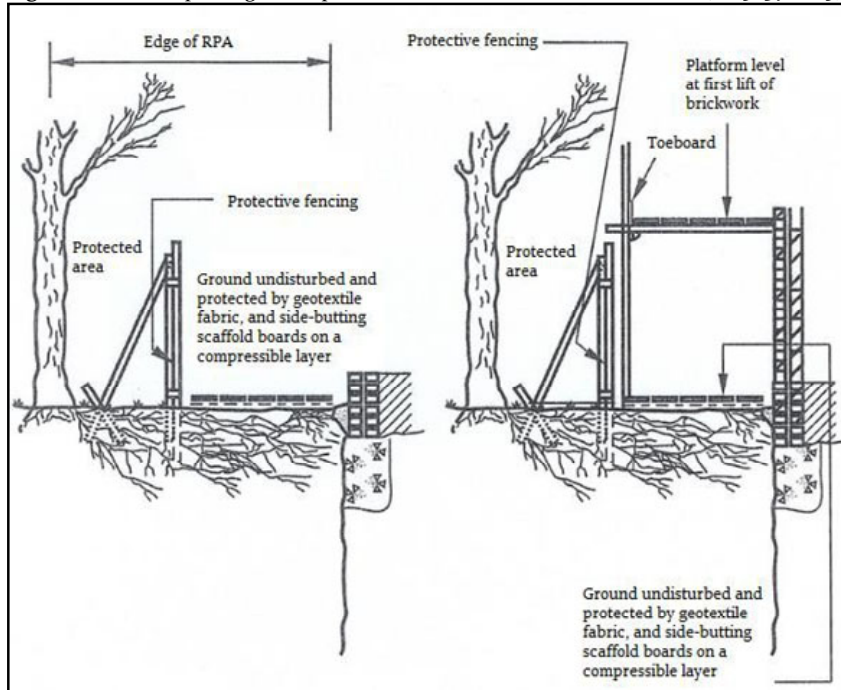 Edge of RPA
Protective fencing
Protected
area
Ground undisturbed and
protected by geotextile
fabric, and side-butting
scaffold boards on a
compressible layer
Protective fencing
Platform level
at first lift of
brickwork
Toeboard
Protected
area
Ground undisturbed and
protected by geotextile
fabric, and side-butting
scaffold boards on a
compressible layer